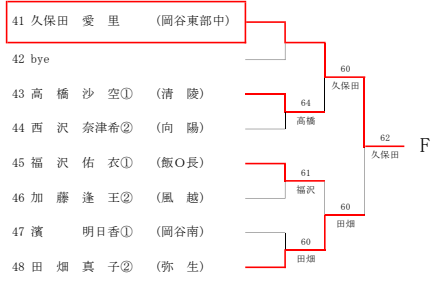 41 久保田 愛 里 （岡谷東部中）
42 bye
43 高 橋 沙 空① （清 陵）
44 西 沢 奈津希② （向 陽）
45 福 沢 佑 衣① （飯O長）
46 加 藤 逢 王② （風 越）
47 濱 明日香① （岡谷南）
48 田 畑 真 子② （弥 生）
64
高橋
61
福沢
60
田畑
60
久保田
60
田畑
62
久保田
F